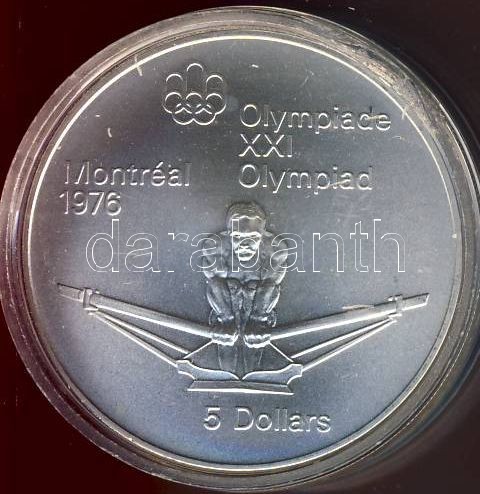 Olympiade
XXI
Olympiad
Montréal
1976
darabanth
5 Dollars